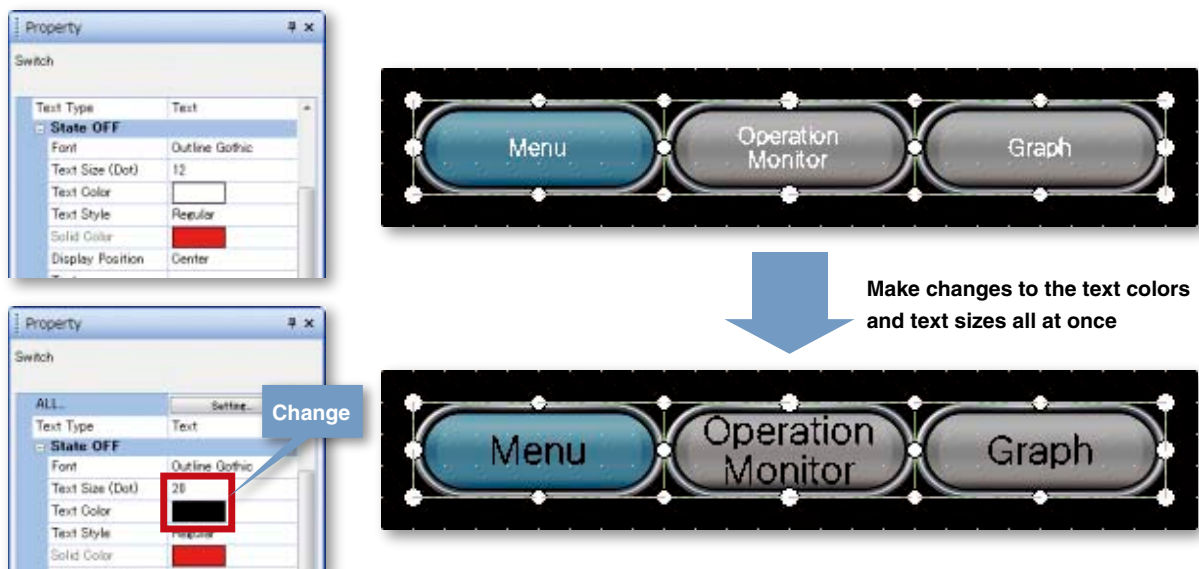 Property
Switch
Text Type Text
State OFF
Font Outline Gothic
Text Size (Dot) 12
Text Color
Text Style Regular
Solid Color
Display Position Center
Menu
Operation
Monitor
Graph
Make changes to the text colors
and text sizes all at once
Property
Switch
ALL... Setting...
Change
Text Type Text
State OFF
Font Outline Gothic
Text Size (Dot) 20
Text Color
Text Style Regular
Solid Color
Menu
Operation
Monitor
Graph